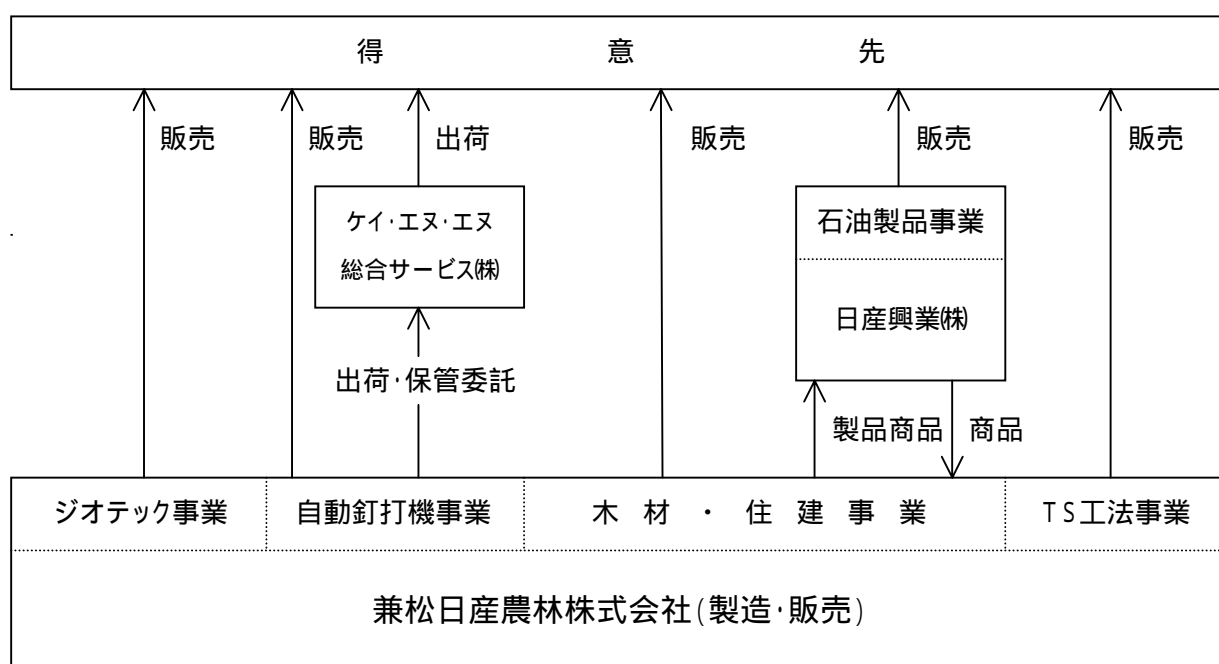 得意先
販売 販売 出荷 販売 販売 販売
ケイ・エヌ・エヌ
総合サービス㈱
石油製品事業
日産興業㈱
出荷・保管委託
製品商品 商品
ジオテック事業 自動釘打機事業 木材・住建事業 TS工法事業
兼松日産農林株式会社(製造・販売)